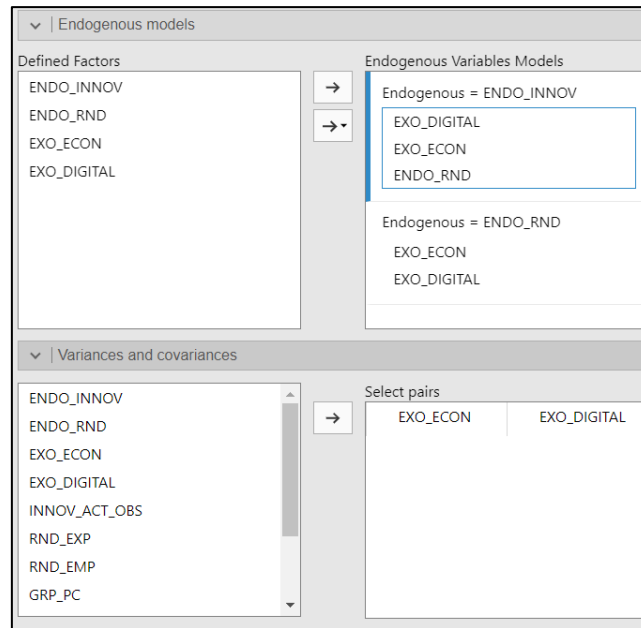 Endogenous models
Defined Factors
ENDO_INNOV
ENDO_RND
EXO_ECON
EXO_DIGITAL
Endogenous Variables Models
Endogenous = ENDO_INNOV
EXO_DIGITAL
EXO_ECON
ENDO_RND
Endogenous = ENDO_RND
EXO_ECON
EXO_DIGITAL
Variances and covariances
ENDO_INNOV
ENDO_RND
EXO_ECON
EXO_DIGITAL
INNOV_ACT_OBS
RND_EXP
RND_EMP
GRP_PC
Select pairs
EXO_ECON EXO_DIGITAL